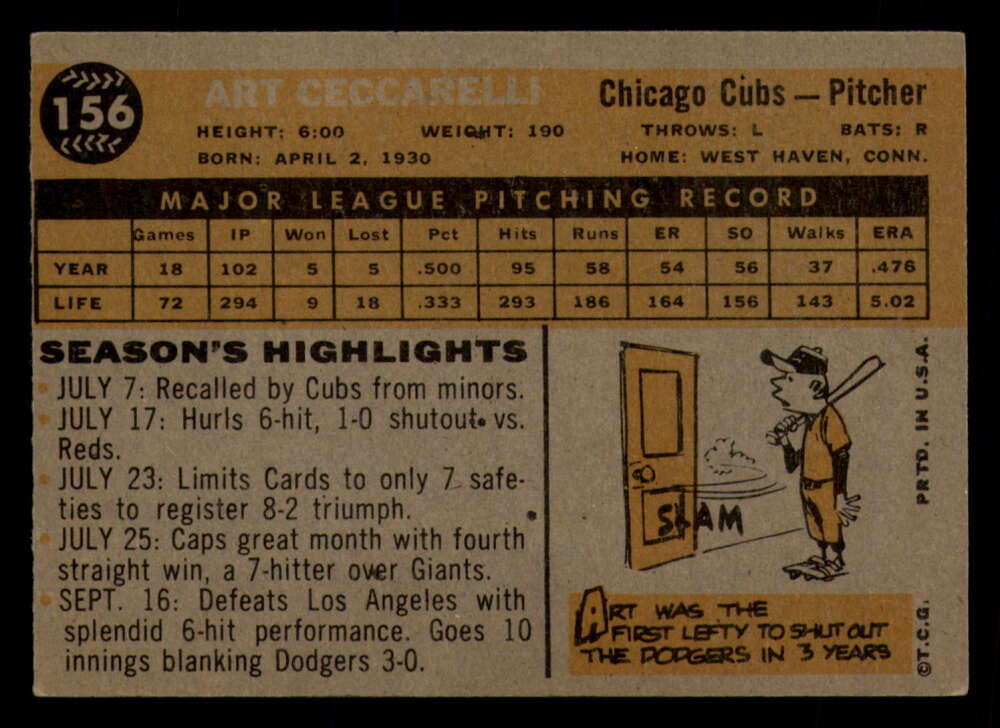 156
ART CECCARELLI
Chicago Cubs — Pitcher
HEIGHT: 6:00 WEIGHT: 190 THROWS: L BATS: R
BORN: APRIL 2, 1930 HOME: WEST HAVEN, CONN.
MAJOR LEAGUE PITCHING RECORD
Games IP Won Lost Pct Hits Runs ER SO Walks ERA
YEAR 18 102 5 5 .500 95 58 54 56 37 .476
LIFE 72 294 9 18 .333 293 186 164 156 143 5.02
SEASON'S HIGHLIGHTS
JULY 7: Recalled by Cubs from minors.
JULY 17: Hurls 6-hit, 1-0 shutout vs.
Reds.
JULY 23: Limits Cards to only 7 safe-
ties to register 8-2 triumph.
JULY 25: Caps great month with fourth
straight win, a 7-hitter over Giants.
SEPT. 16: Defeats Los Angeles with
splendid 6-hit performance. Goes 10
innings blanking Dodgers 3-0.
SLAM
ART WAS THE
FIRST LEFTY TO SHUT OUT
THE DODGERS IN 3 YEARS
©T.C.G. PRTD. IN U.S.A.